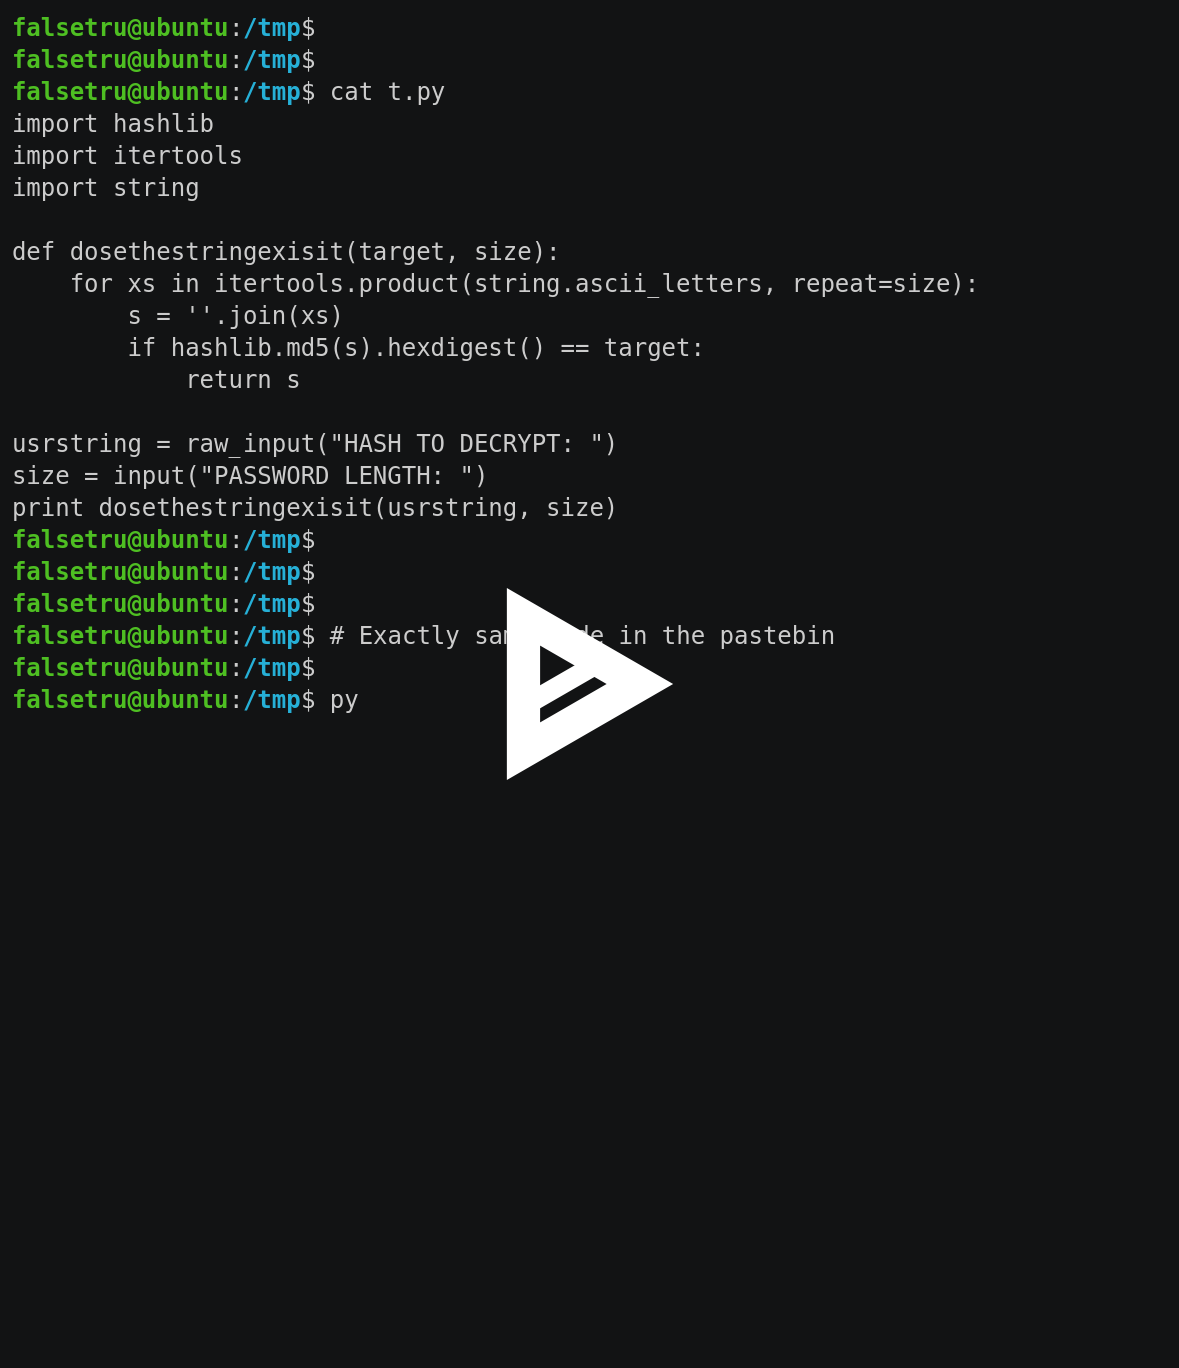 falsetru@ubuntu:/tmp$
falsetru@ubuntu:/tmp$
falsetru@ubuntu:/tmp$ cat t.py
import hashlib
import itertools
import string

def dosethestringexisit(target, size):
    for xs in itertools.product(string.ascii_letters, repeat=size):
        s = ''.join(xs)
        if hashlib.md5(s).hexdigest() == target:
            return s

usrstring = raw_input("HASH TO DECRYPT: ")
size = input("PASSWORD LENGTH: ")
print dosethestringexisit(usrstring, size)
falsetru@ubuntu:/tmp$
falsetru@ubuntu:/tmp$
falsetru@ubuntu:/tmp$
falsetru@ubuntu:/tmp$ # Exactly in the pastebin
falsetru@ubuntu:/tmp$
falsetru@ubuntu:/tmp$ py